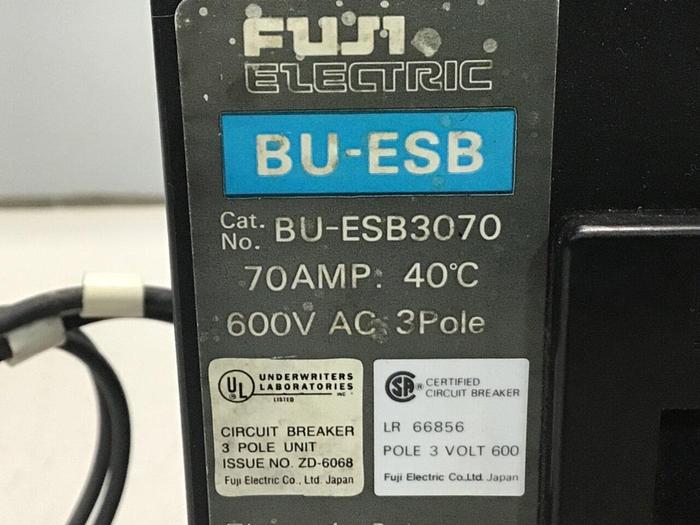 FUJI
ELECTRIC
BU-ESB
Cat. No. BU-ESB3070
70AMP. 40°C
600V AC. 3Pole
UL® UNDERWRITERS LABORATORIES INC.
LISTED
CIRCUIT BREAKER
3 POLE UNIT
ISSUE NO. ZD-6068
Fuji Electric Co., Ltd. Japan
SA® CERTIFIED
CIRCUIT BREAKER
LR 66856
POLE 3 VOLT 600
Fuji Electric Co., Ltd. Japan